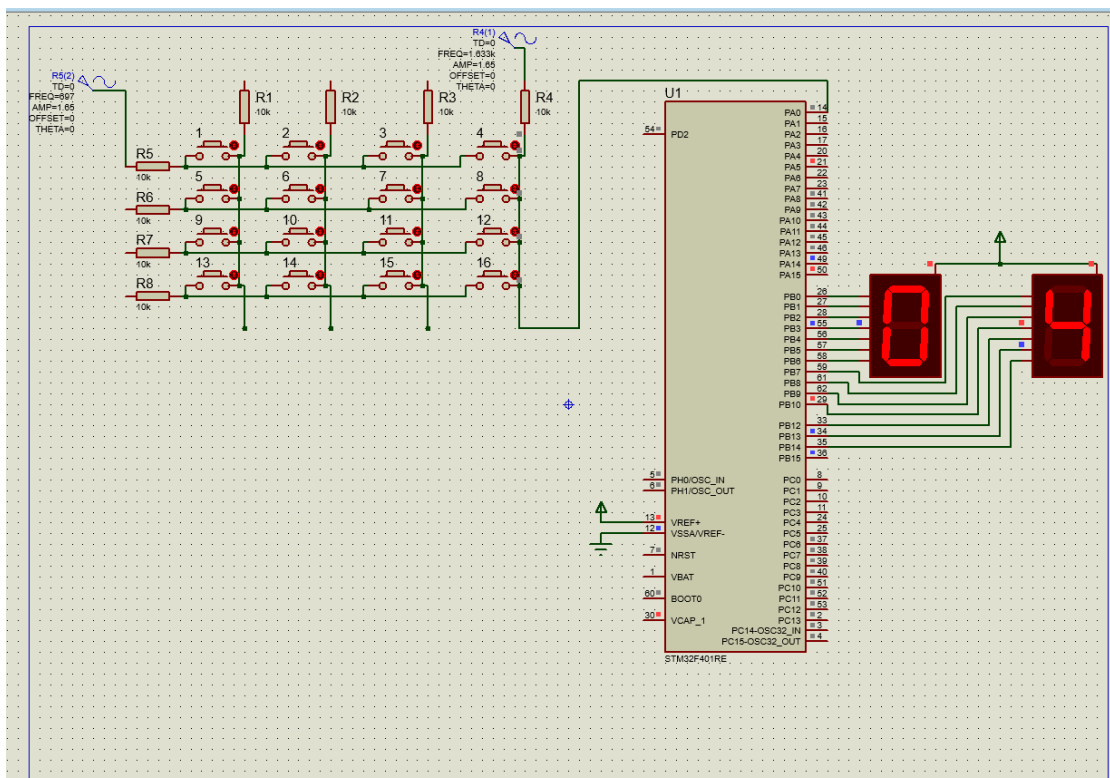 R4(1)
TD=0
FREQ=1.633k
AMP=1.65
OFFSET=0
THETA=0
R5(2)
TD=0
FREQ=697
AMP=1.65
OFFSET=0
THETA=0
R1
10k
R2
10k
R3
10k
R4
10k
1
2
3
4
R5
10k
5
6
7
8
R6
10k
9
10
11
12
R7
10k
13
14
15
16
R8
10k
U1
54
PD2
5
PH0/OSC_IN
6
PH1/OSC_OUT
13
VREF+
12
VSSA/VREF-
7
NRST
1
VBAT
60
BOOT0
30
VCAP_1
PA0
14
PA1
15
PA2
16
PA3
17
PA4
20
PA5
21
PA6
22
PA7
23
PA8
41
PA9
42
PA10
43
PA11
44
PA12
45
PA13
46
PA14
49
PA15
50
PB0
26
PB1
27
PB2
28
PB3
55
PB4
56
PB5
57
PB6
58
PB7
59
PB8
61
PB9
62
PB10
29
PB12
33
PB13
34
PB14
35
PB15
36
PC0
8
PC1
9
PC2
10
PC3
11
PC4
24
PC5
25
PC6
37
PC7
38
PC8
39
PC9
40
PC10
51
PC11
52
PC12
53
PC13
2
PC14-OSC32_IN
3
PC15-OSC32_OUT
4
STM32F401RE
0
4